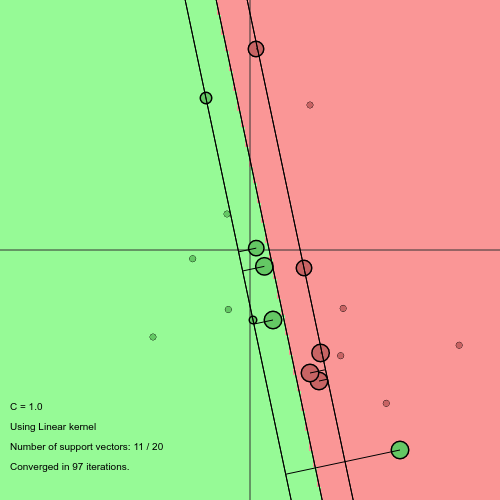 C = 1.0
Using Linear kernel
Number of support vectors: 11 / 20
Converged in 97 iterations.